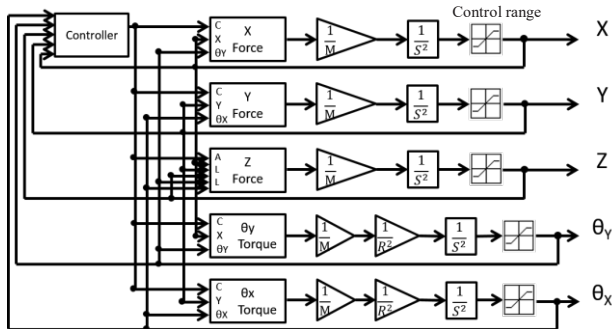 Control range
Controller
C
X
θY
X
Force
1/M
1/S²
X
C
Y
θX
Y
Force
1/M
1/S²
Y
A
L
L
L
Z
Force
1/M
1/S²
Z
C
X
θY
θy
Torque
1/M
1/R²
1/S²
θY
C
Y
θX
θx
Torque
1/M
1/R²
1/S²
θX